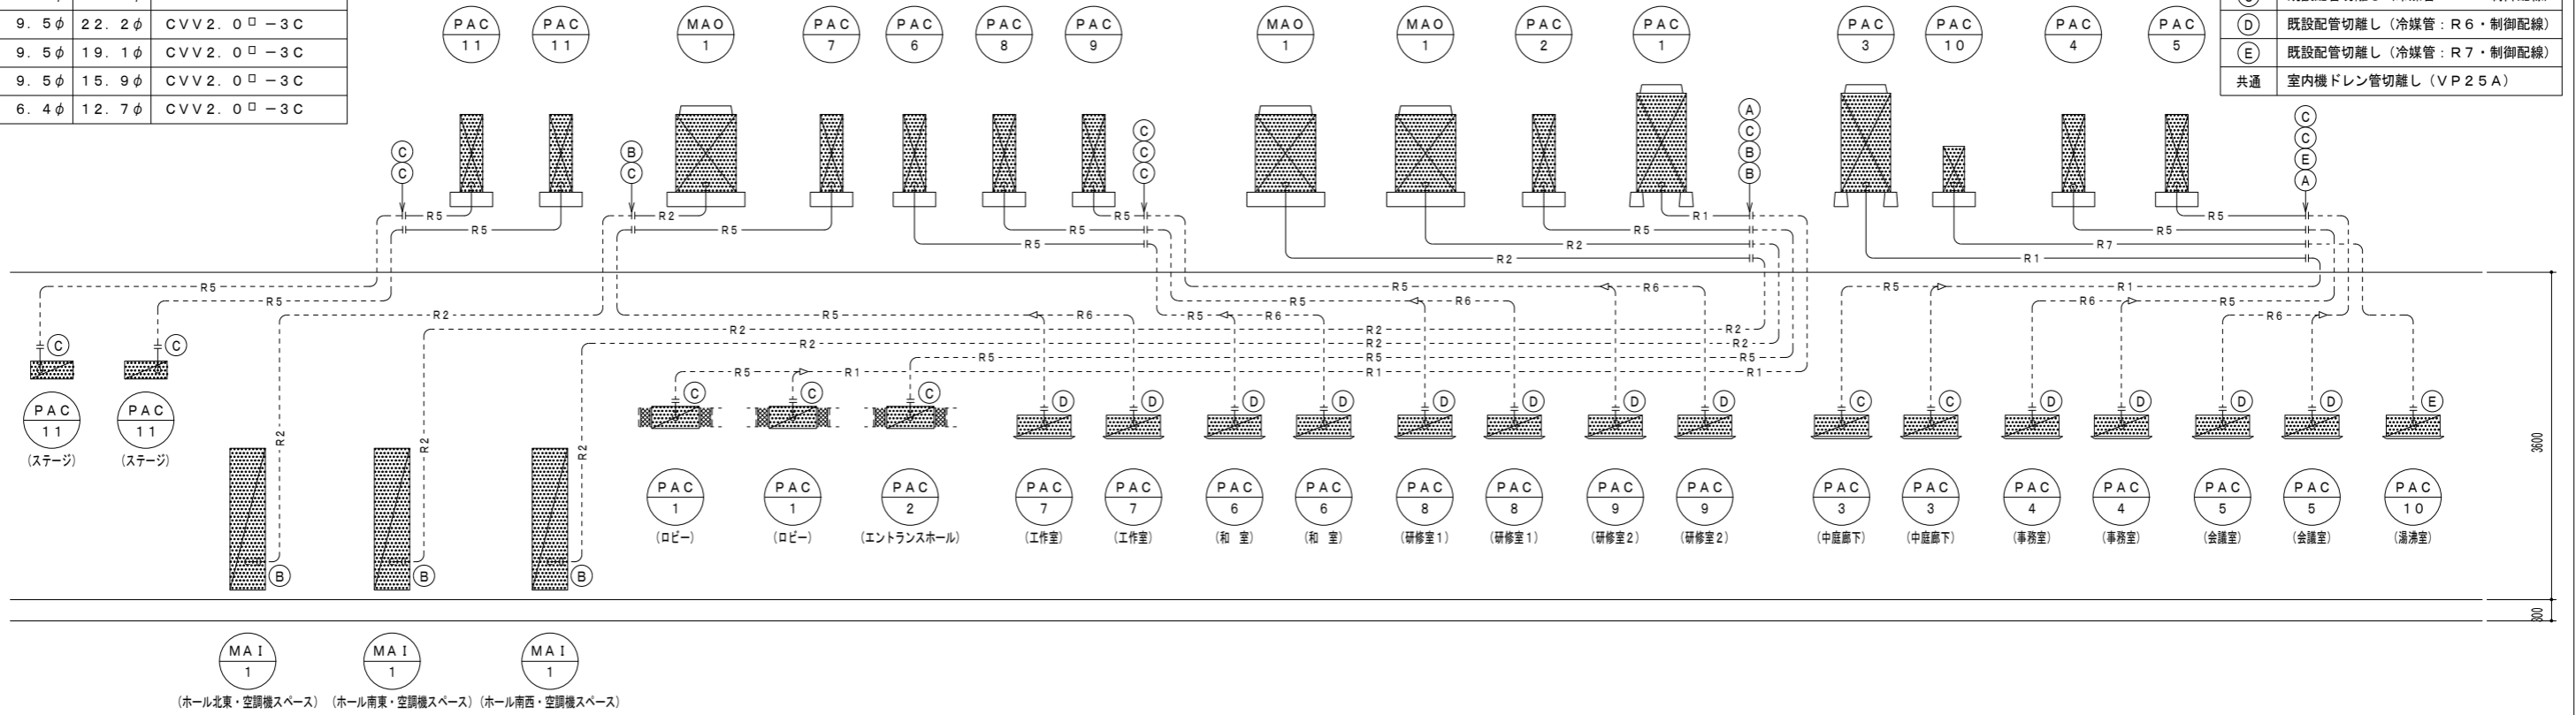 9.5φ 22.2φ CVV2.0□-3C
9.5φ 19.1φ CVV2.0□-3C
9.5φ 15.9φ CVV2.0□-3C
6.4φ 12.7φ CVV2.0□-3C
PAC 11
PAC 11
MAO 1
PAC 7
PAC 6
PAC 8
PAC 9
MAO 1
MAO 1
PAC 2
PAC 1
PAC 3
PAC 10
PAC 4
PAC 5
D 既設配管切離し(冷媒管:R6・制御配線)
E 既設配管切離し(冷媒管:R7・制御配線)
共通 室内機ドレン管切離し(VP25A)
C
C
B
C
C
C
C
A
C
B
B
C
C
E
A
R5 R2 R5 R1 R5
R5 R5 R5 R5 R5
R5 R2 R7
R2 R1
R5 R5 R6 R5 R1
R5 R5 R6 R6 R5
R2 R5 R6 R5 R6 R6
R2 R2 R2
R2 R2 R2
R5 R5 R5
R5 R1 R1 R1
C
C
C
C
C
D
D
D
D
D
D
D
D
C
C
D
D
D
D
E
R2
R2
R2
B
B
B
PAC 11
(ステージ)
PAC 11
(ステージ)
PAC 1
(ロビー)
PAC 1
(ロビー)
PAC 2
(エントランスホール)
PAC 7
(工作室)
PAC 7
(工作室)
PAC 6
(和 室)
PAC 6
(和 室)
PAC 8
(研修室1)
PAC 8
(研修室1)
PAC 9
(研修室2)
PAC 9
(研修室2)
PAC 3
(中庭廊下)
PAC 3
(中庭廊下)
PAC 4
(事務室)
PAC 4
(事務室)
PAC 5
(会議室)
PAC 5
(会議室)
PAC 10
(湯沸室)
3600
MAI 1
(ホール北東・空調機スペース)
MAI 1
(ホール南東・空調機スペース)
MAI 1
(ホール南西・空調機スペース)